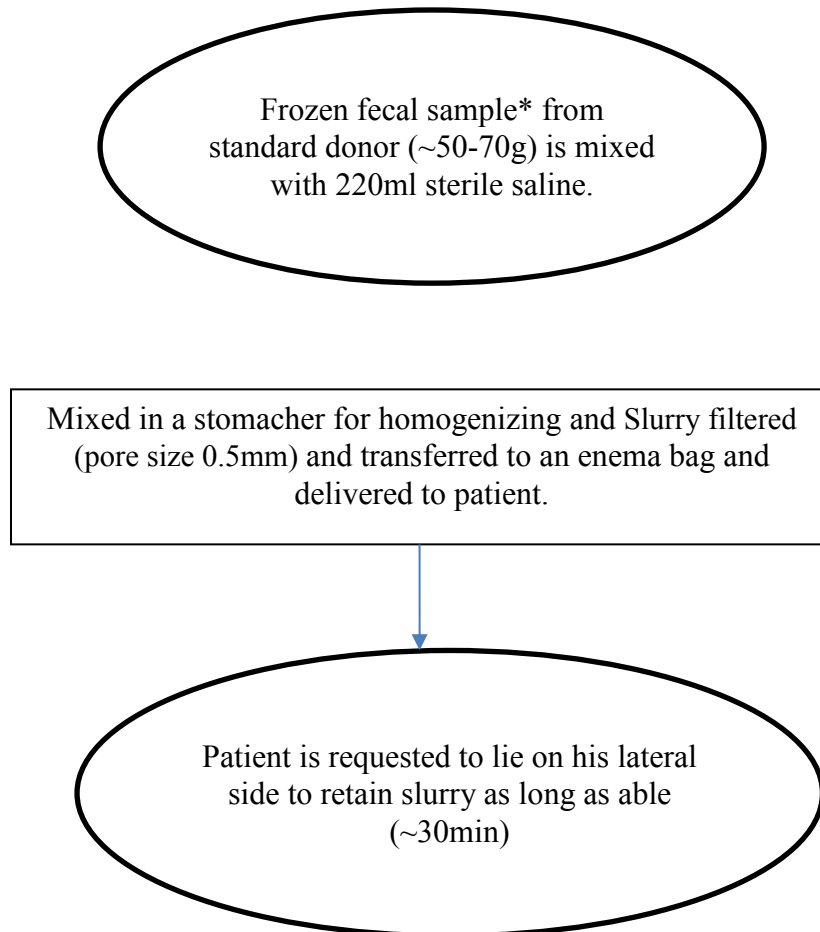 Frozen fecal sample* from
standard donor (~50-70g) is mixed
with 220ml sterile saline.
Mixed in a stomacher for homogenizing and Slurry filtered
(pore size 0.5mm) and transferred to an enema bag and
delivered to patient.
Patient is requested to lie on his lateral
side to retain slurry as long as able
(~30min)